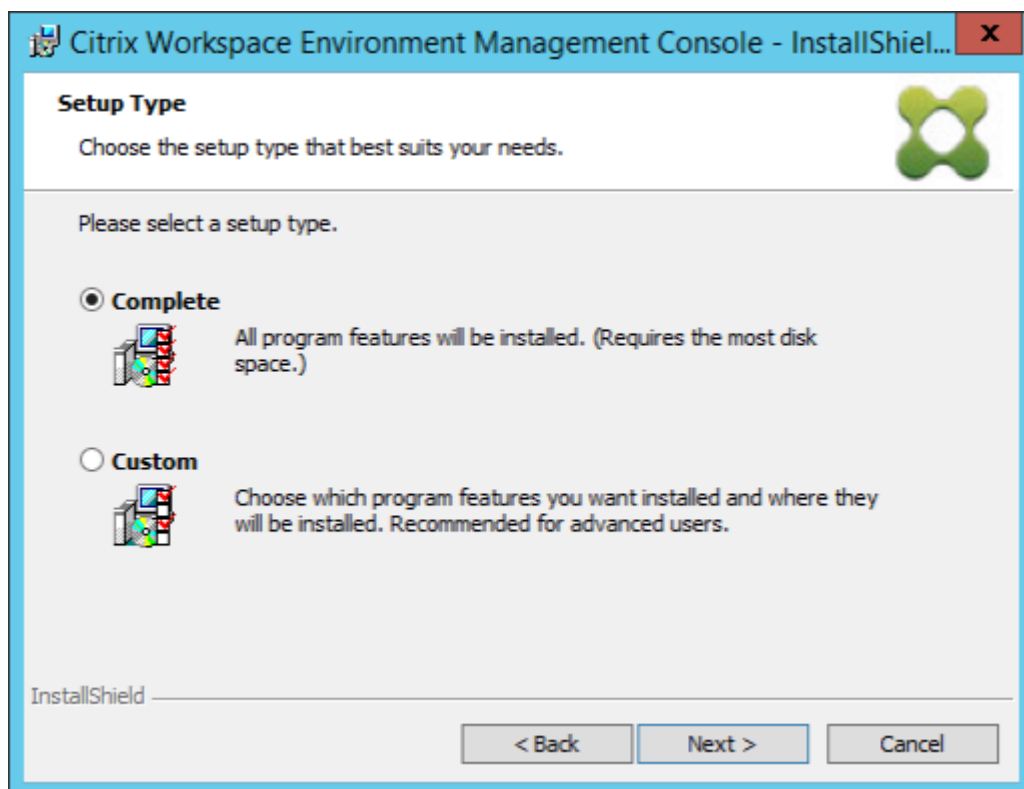 Citrix Workspace Environment Management Console - InstallShiel...
x
Setup Type
Choose the setup type that best suits your needs.
Please select a setup type.
Complete
All program features will be installed. (Requires the most disk
space.)
Custom
Choose which program features you want installed and where they
will be installed. Recommended for advanced users.
InstallShield
< Back
Next >
Cancel